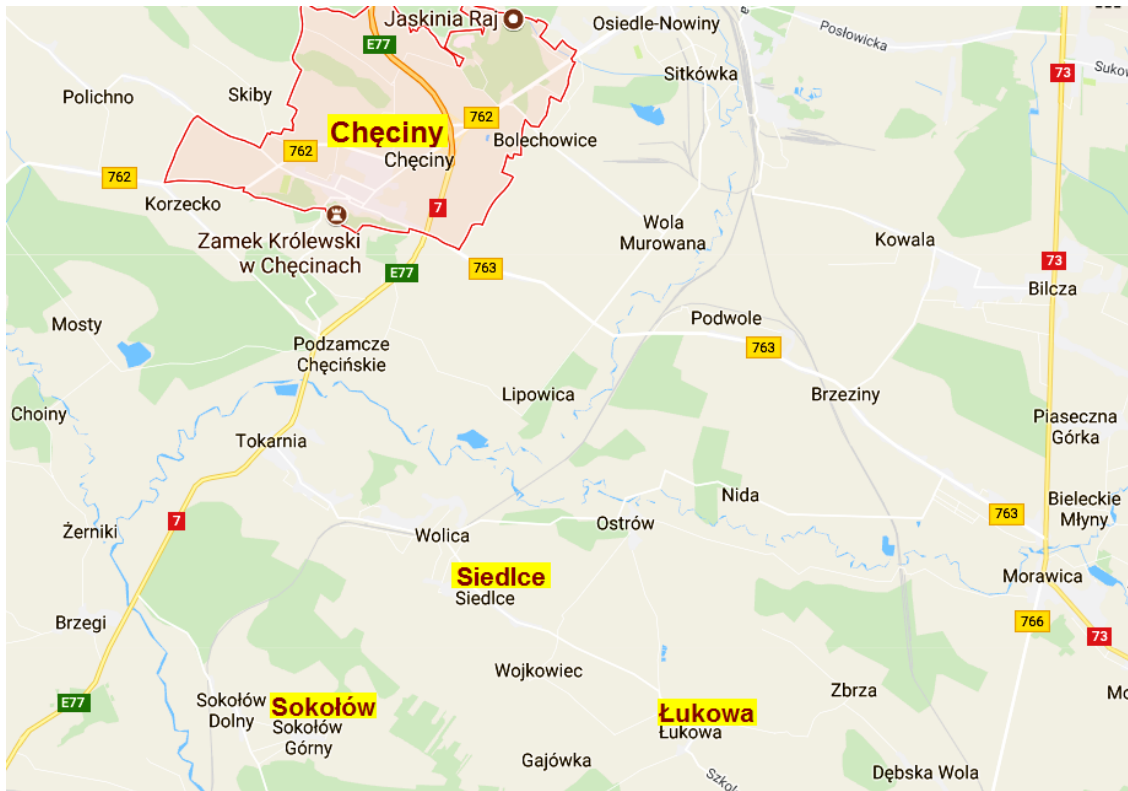 Jaskinia Raj
Osiedle-Nowiny
Posłowicka
E77
73
Suko
Sitkówka
Skiby
Polichno
762
Chęciny
Bolechowice
762
Chęciny
762
Korzecko
7
Wola
Murowana
Zamek Królewski
w Chęcinach
Kowala
73
E77
763
Bilcza
Mosty
Podwole
Podzamcze
Chęcińskie
763
Lipowica
Brzeziny
Choiny
Piaseczna
Górka
Tokarnia
Nida
Bieleckie
Młyny
763
7
Ostrów
Żerniki
Wolica
Siedlce
Morawica
Siedlce
Brzegi
766
73
Wojkowiec
Zbrza
Mo
E77
Sokołów
Dolny
Sokołów
Łukowa
Sokołów
Górny
Łukowa
Gajówka
Dębska Wola
Szkol